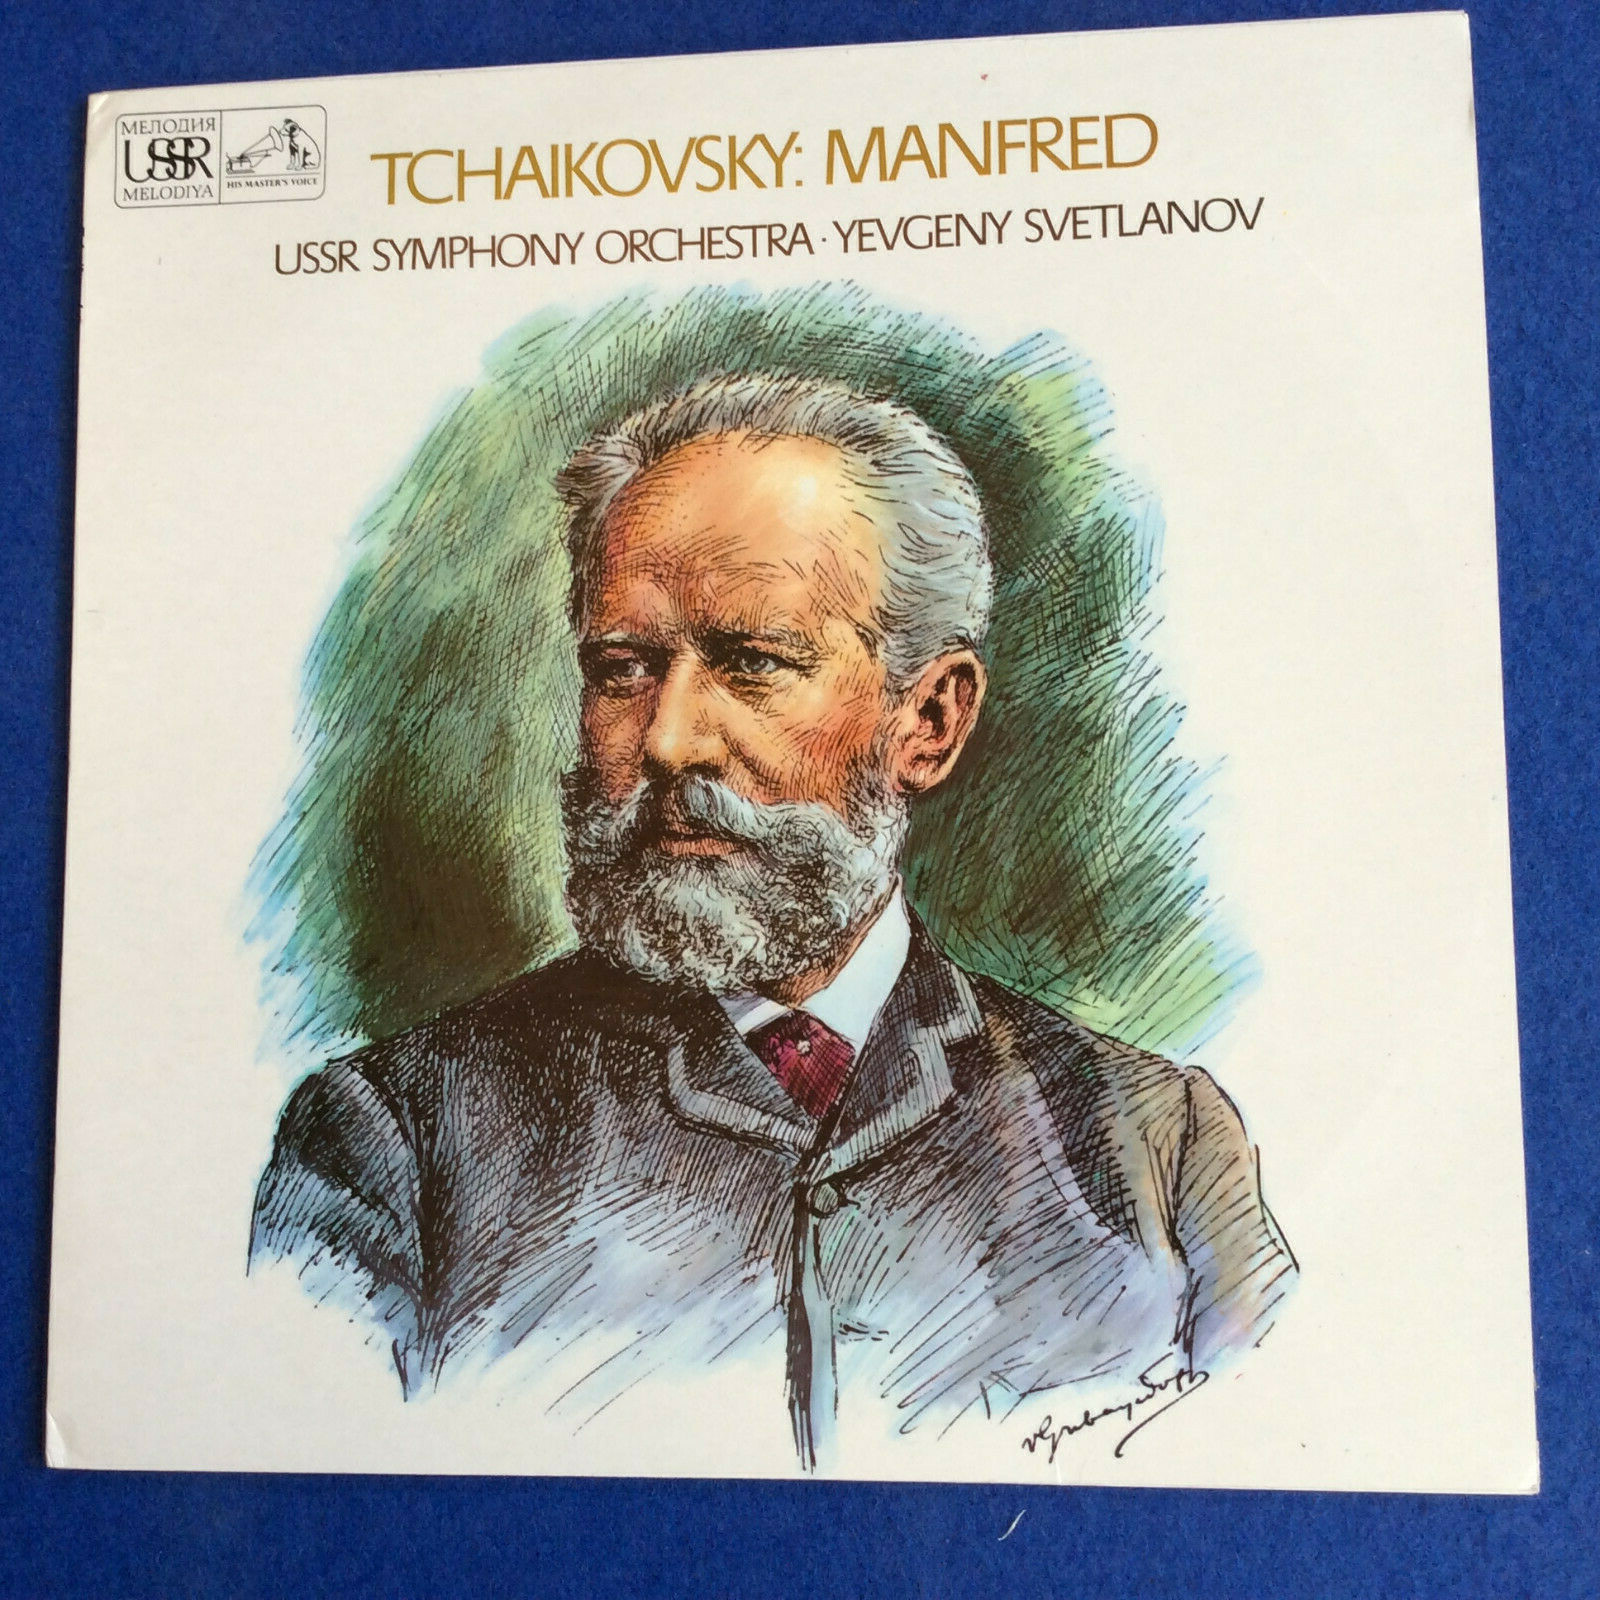 МЕЛОДИЯ
USSR
MELODIYA
HIS MASTER'S VOICE
TCHAIKOVSKY: MANFRED
USSR SYMPHONY ORCHESTRA · YEVGENY SVETLANOV